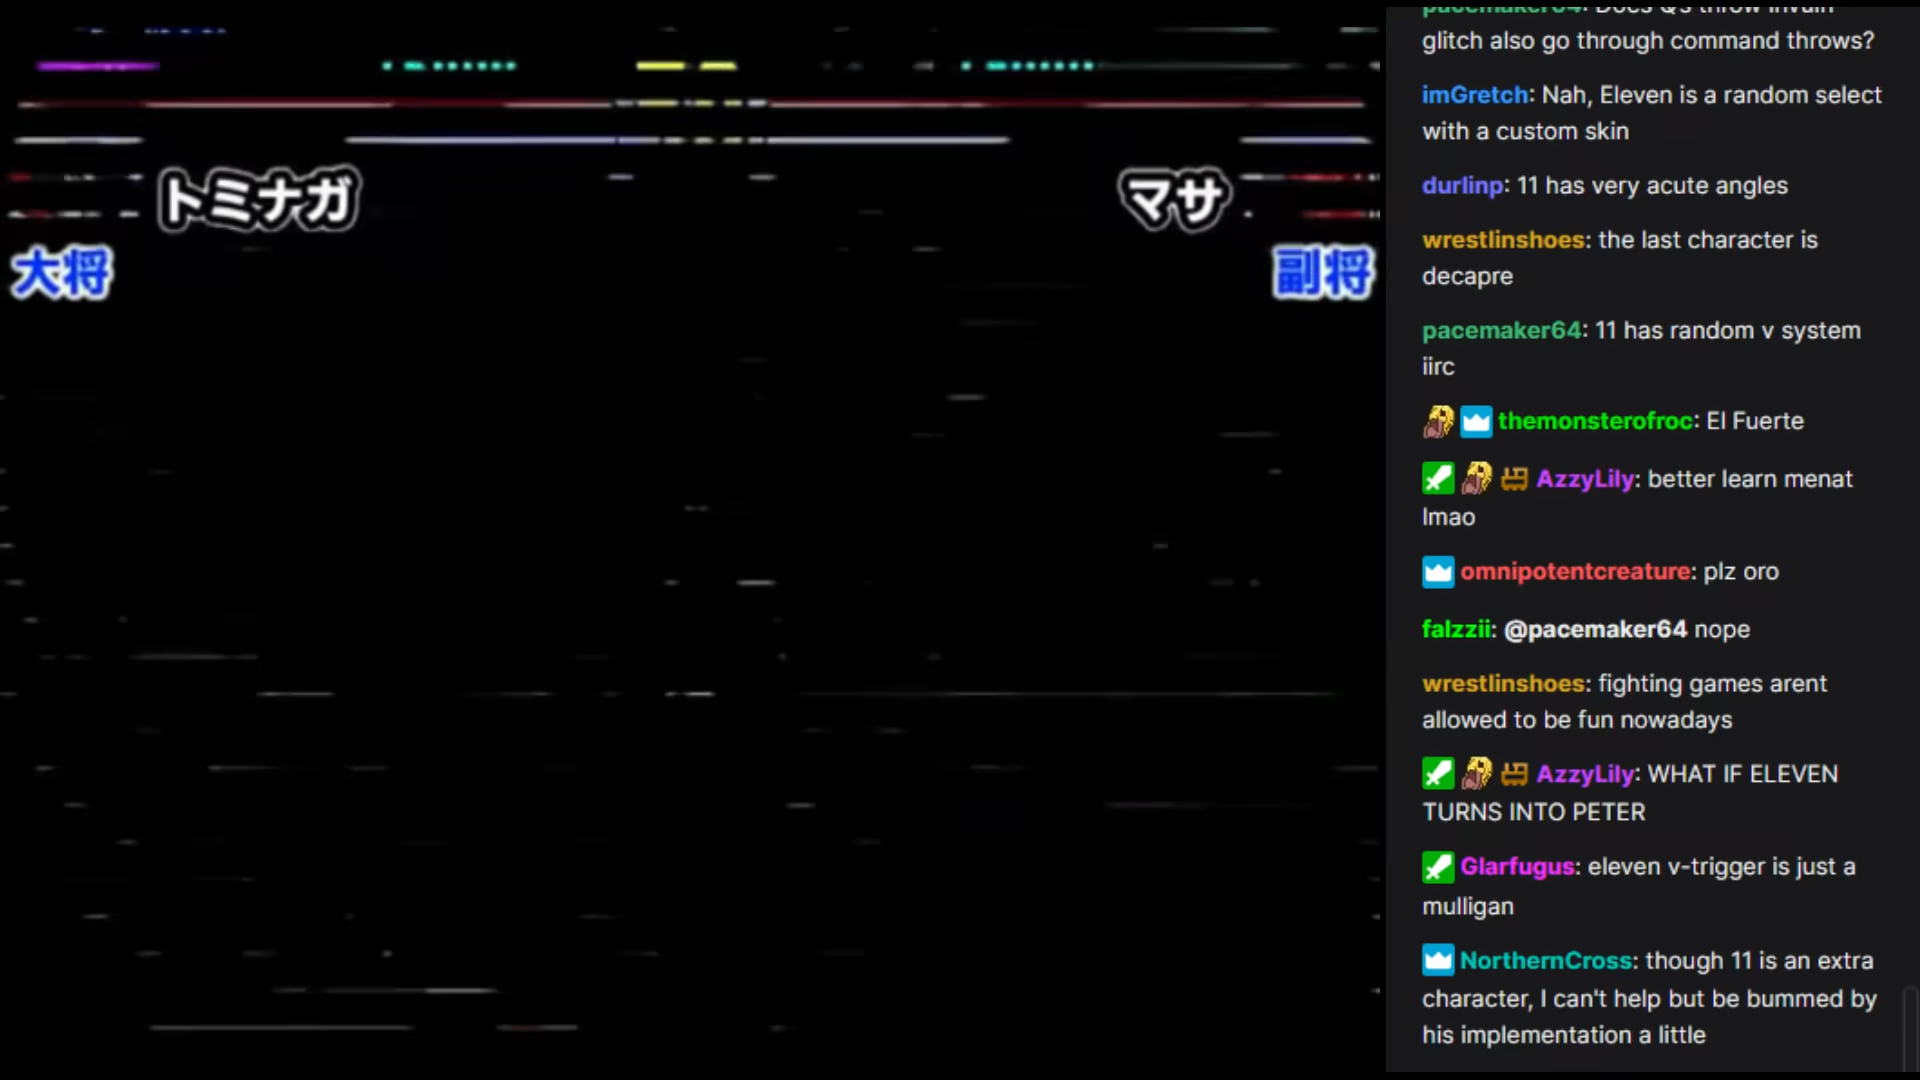 トミナガ
マサ
大将
副将
glitch also go through command throws?
imGretch: Nah, Eleven is a random select
with a custom skin
durlinp: 11 has very acute angles
wrestlinshoes: the last character is
decapre
pacemaker64: 11 has random v system
iirc
themonsterofroc: El Fuerte
AzzyLily: better learn menat
lmao
omnipotentcreature: plz oro
falzzii: @pacemaker64 nope
wrestlinshoes: fighting games arent
allowed to be fun nowadays
AzzyLily: WHAT IF ELEVEN
TURNS INTO PETER
Glarfugus: eleven v-trigger is just a
mulligan
NorthernCross: though 11 is an extra
character, I can't help but be bummed by
his implementation a little